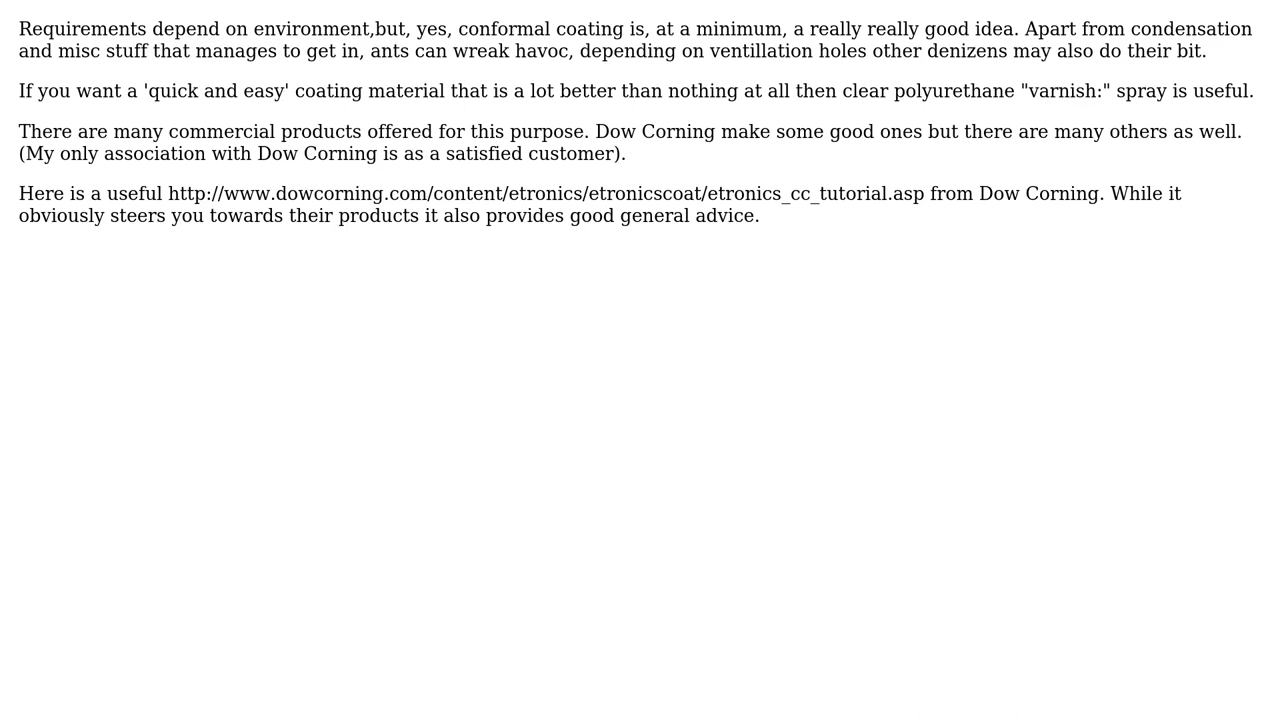 Requirements depend on environment,but, yes, conformal coating is, at a minimum, a really really good idea. Apart from condensation
and misc stuff that manages to get in, ants can wreak havoc, depending on ventillation holes other denizens may also do their bit.
If you want a 'quick and easy' coating material that is a lot better than nothing at all then clear polyurethane "varnish:" spray is useful.
There are many commercial products offered for this purpose. Dow Corning make some good ones but there are many others as well.
(My only association with Dow Corning is as a satisfied customer).
Here is a useful http://www.dowcorning.com/content/etronics/etronicscoat/etronics_cc_tutorial.asp from Dow Corning. While it
obviously steers you towards their products it also provides good general advice.